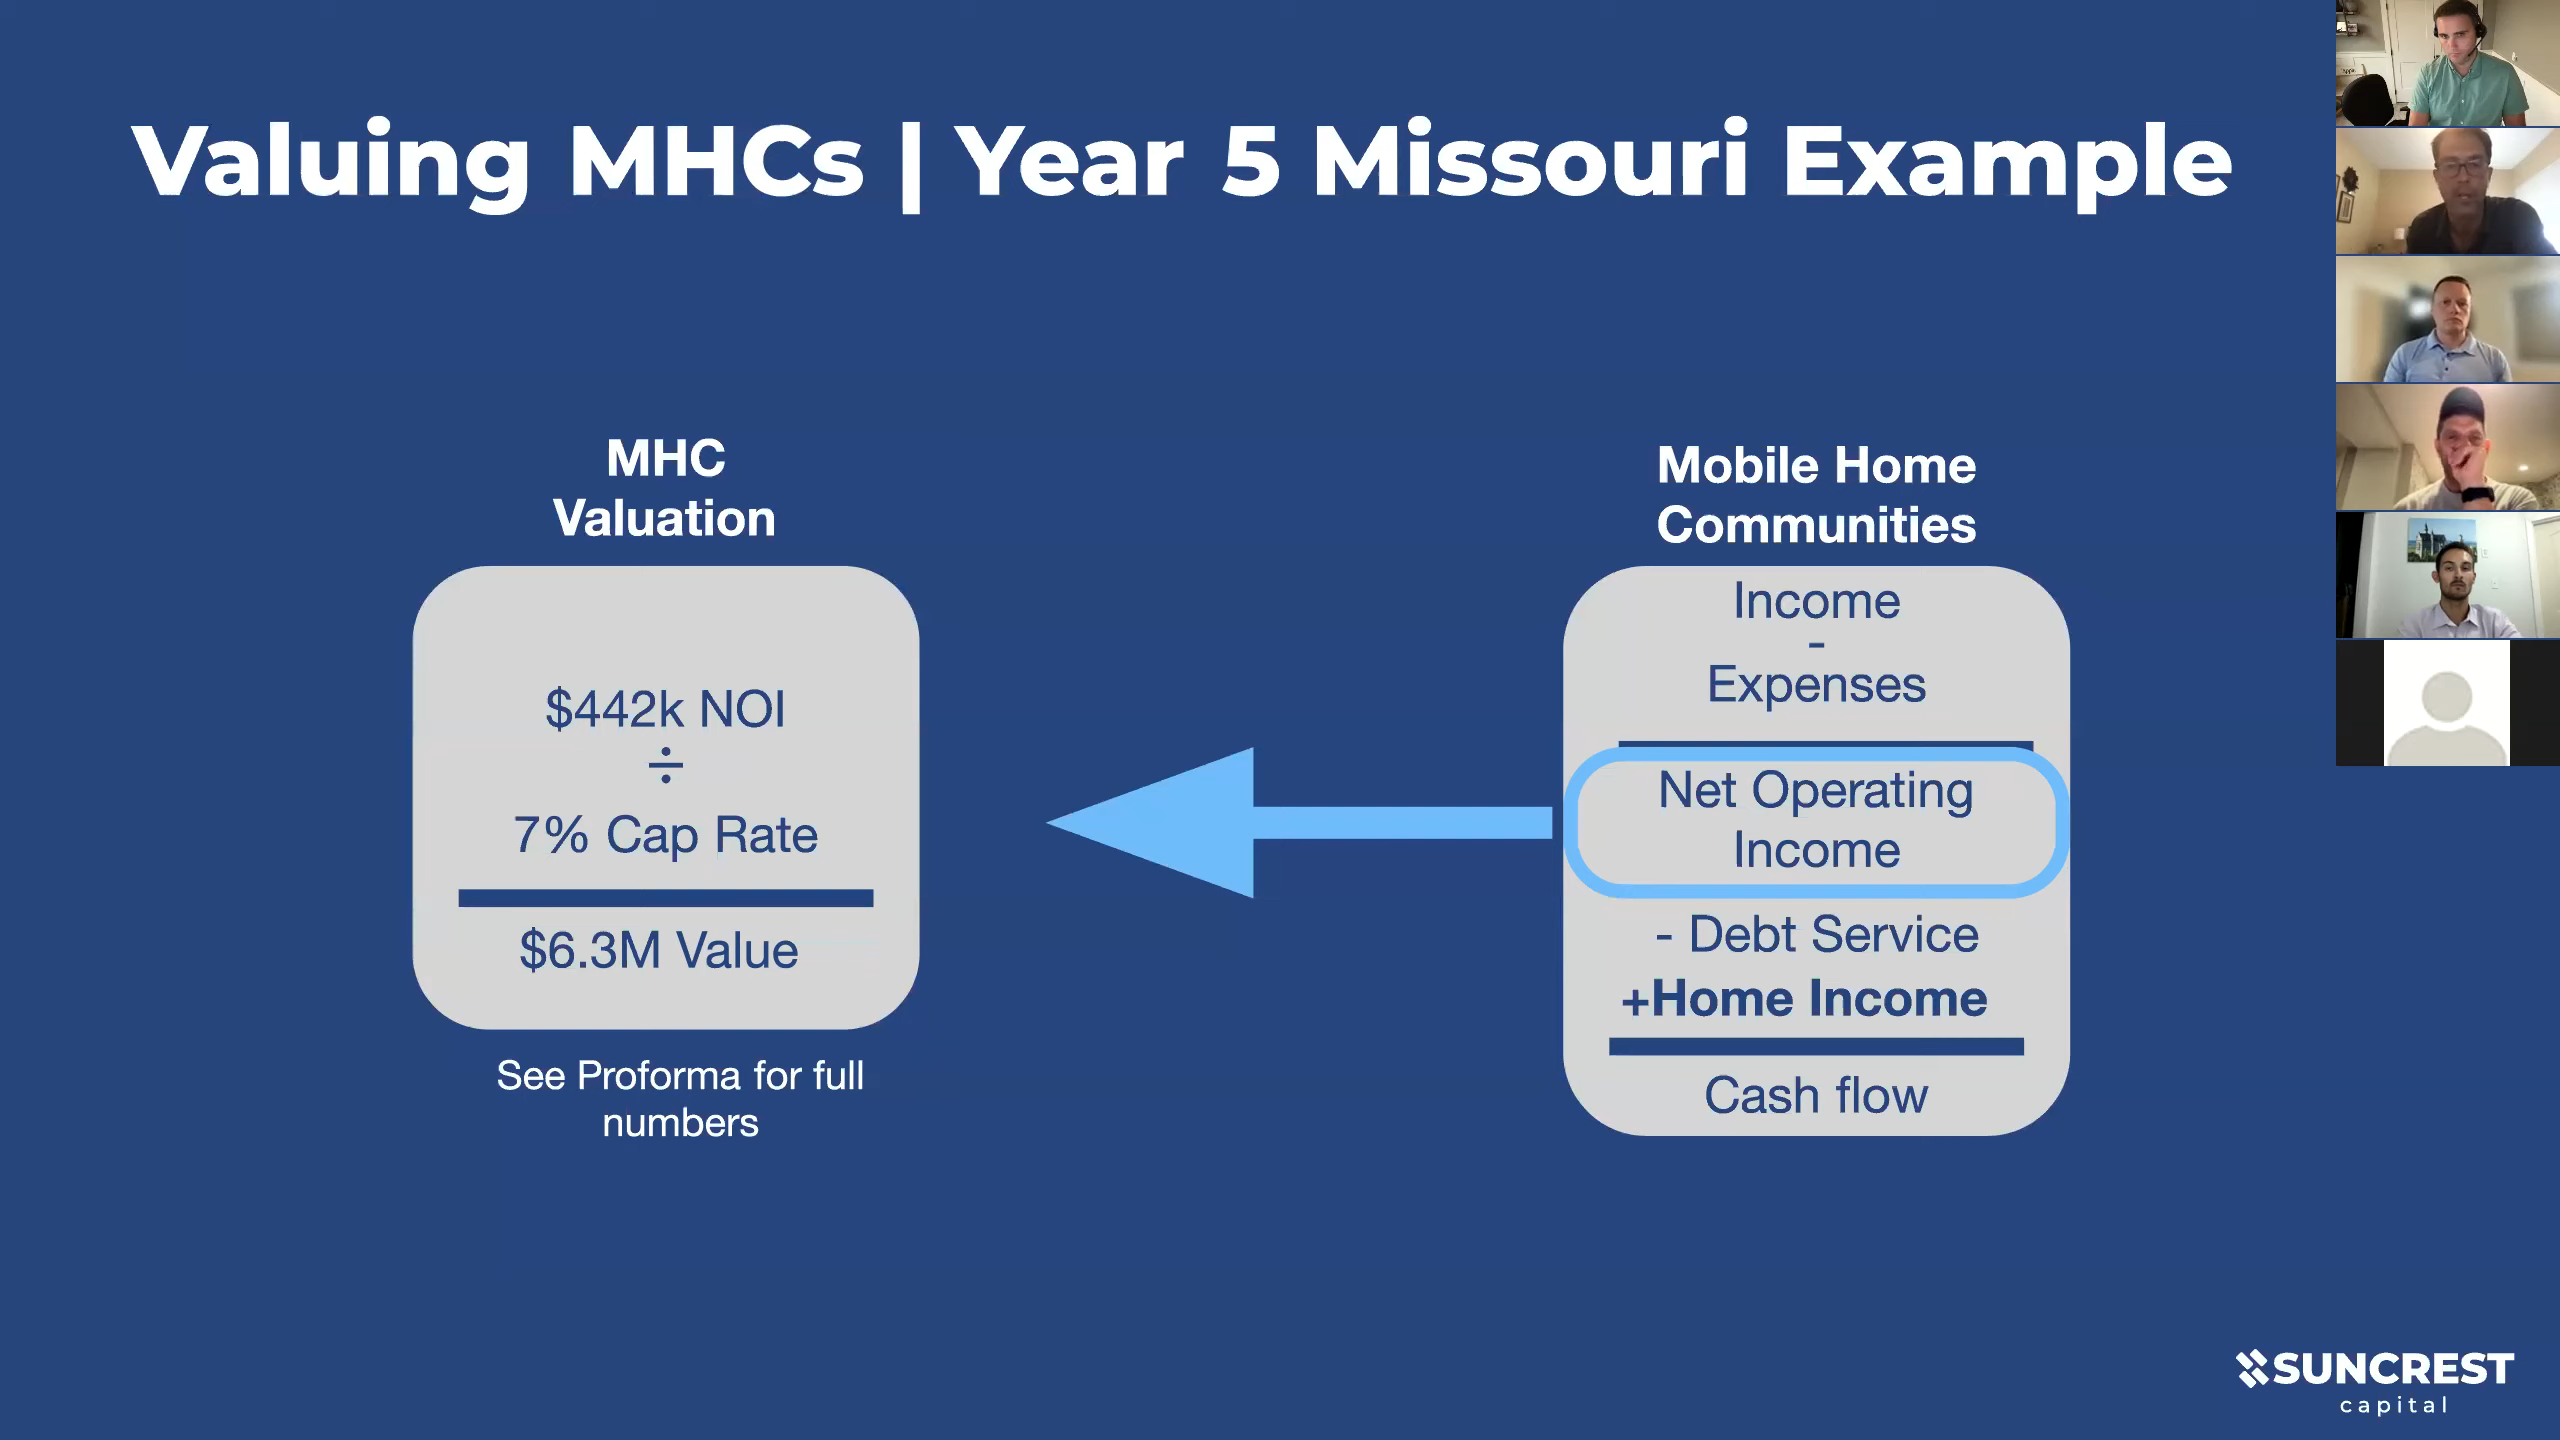 Valuing MHCs | Year 5 Missouri Example
MHC
Valuation
$442k NOI
÷
7% Cap Rate
$6.3M Value
See Proforma for full
numbers
Mobile Home
Communities
Income
-
Expenses
Net Operating
Income
- Debt Service
+Home Income
Cash flow
SUNCREST
capital